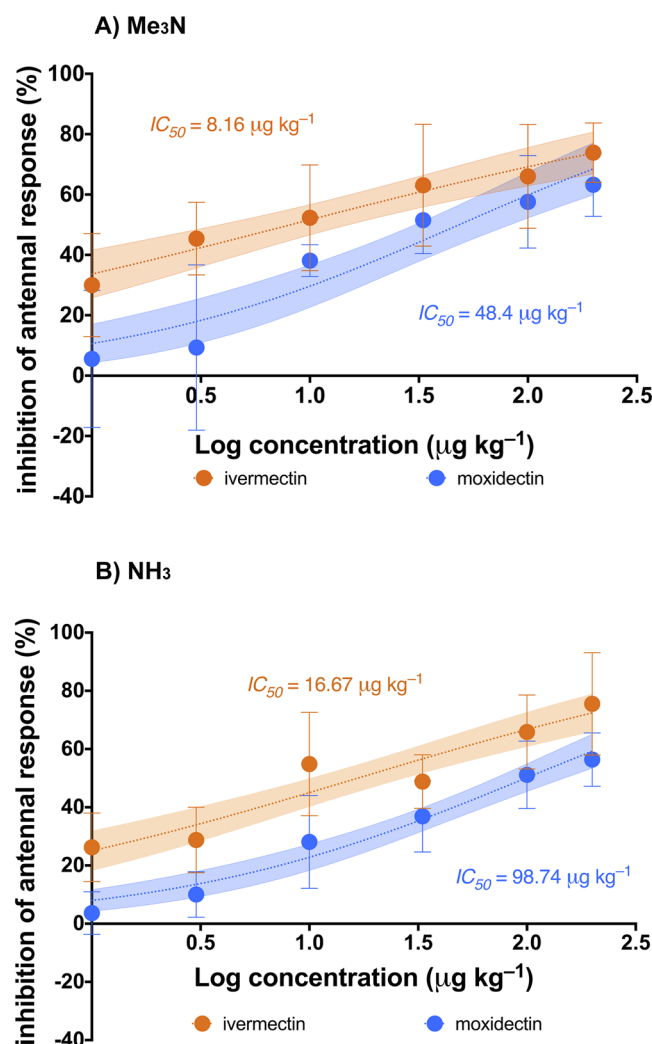 A) Me₃N
inhibition of antennal response (%)
100
80
60
40
20
0
-20
-40
IC₅₀ = 8.16 µg kg⁻¹
IC₅₀ = 48.4 µg kg⁻¹
0.5 1.0 1.5 2.0 2.5
Log concentration (µg kg⁻¹)
ivermectin moxidectin
B) NH₃
inhibition of antennal response (%)
100
80
60
40
20
0
-20
-40
IC₅₀ = 16.67 µg kg⁻¹
IC₅₀ = 98.74 µg kg⁻¹
0.5 1.0 1.5 2.0 2.5
Log concentration (µg kg⁻¹)
ivermectin moxidectin